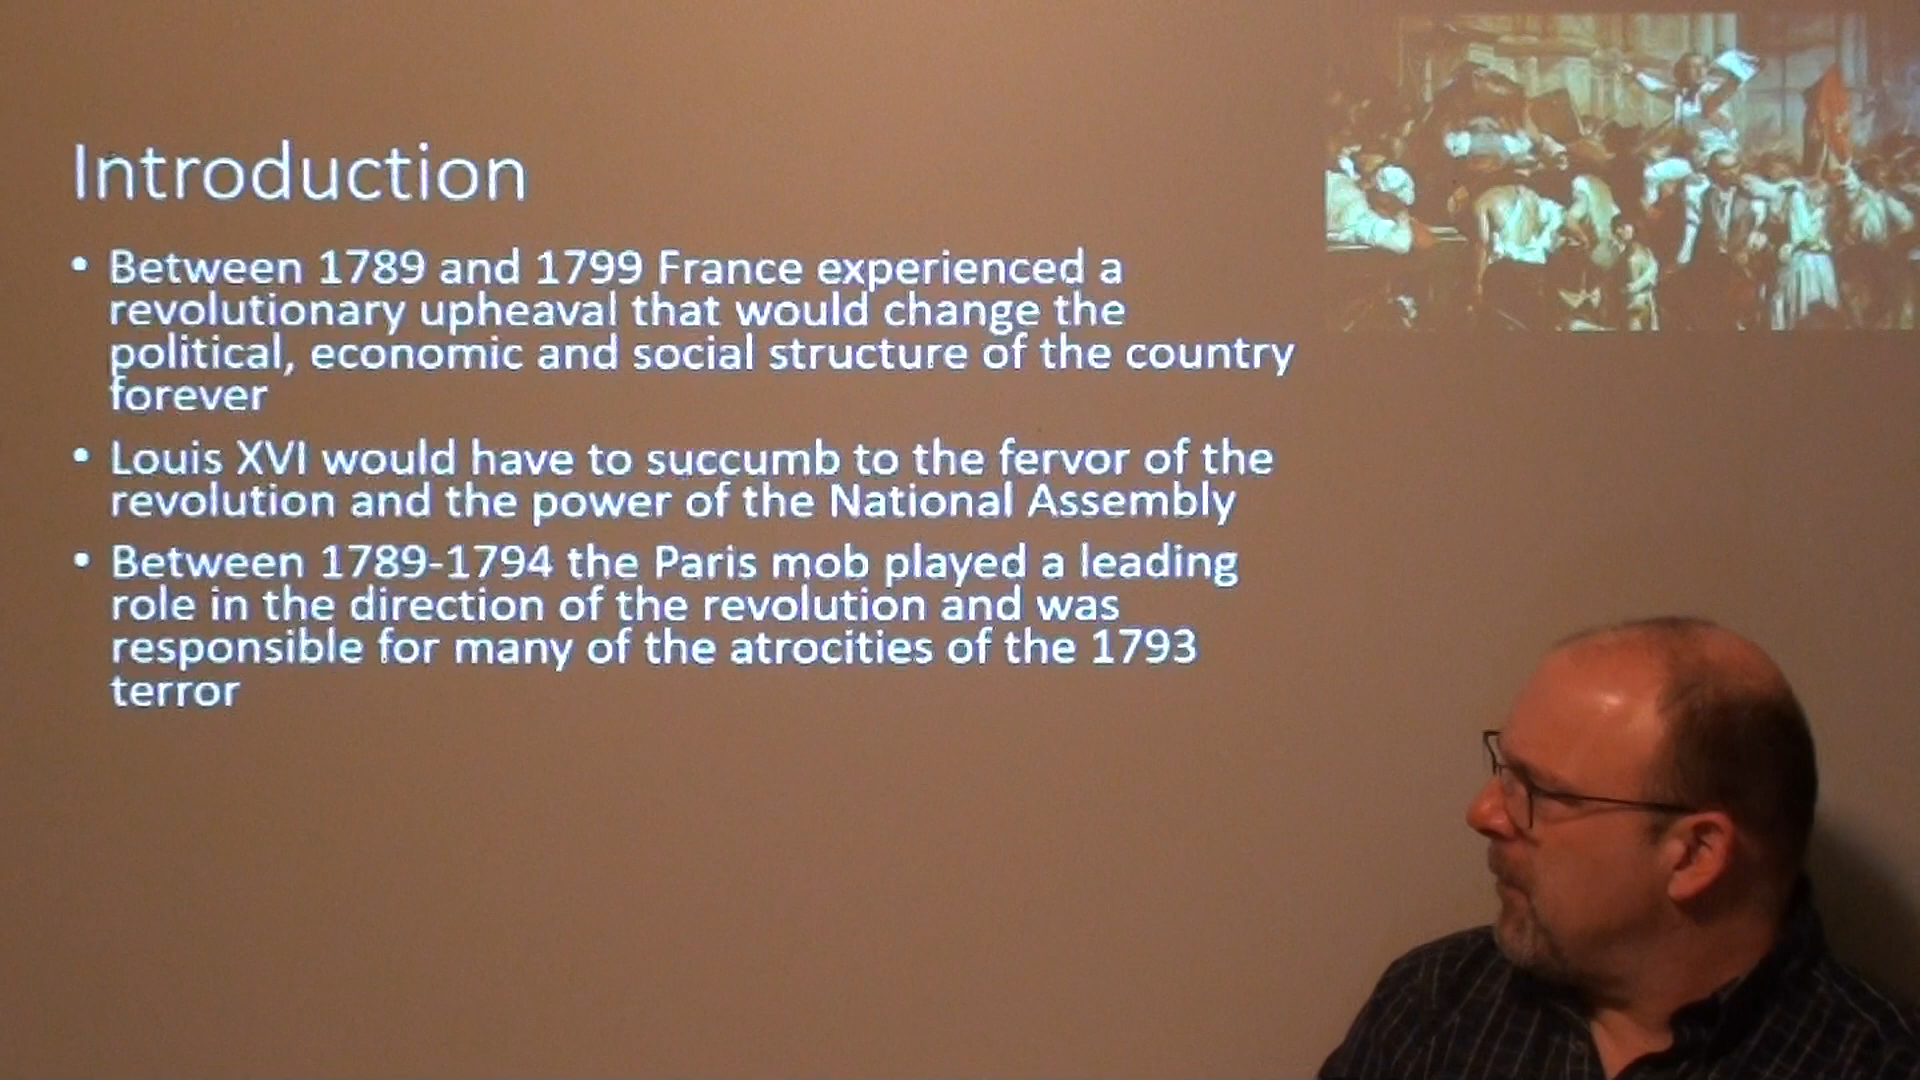 Introduction
• Between 1789 and 1799 France experienced a
revolutionary upheaval that would change the
political, economic and social structure of the country
forever
• Louis XVI would have to succumb to the fervor of the
revolution and the power of the National Assembly
• Between 1789-1794 the Paris mob played a leading
role in the direction of the revolution and was
responsible for many of the atrocities of the 1793
terror